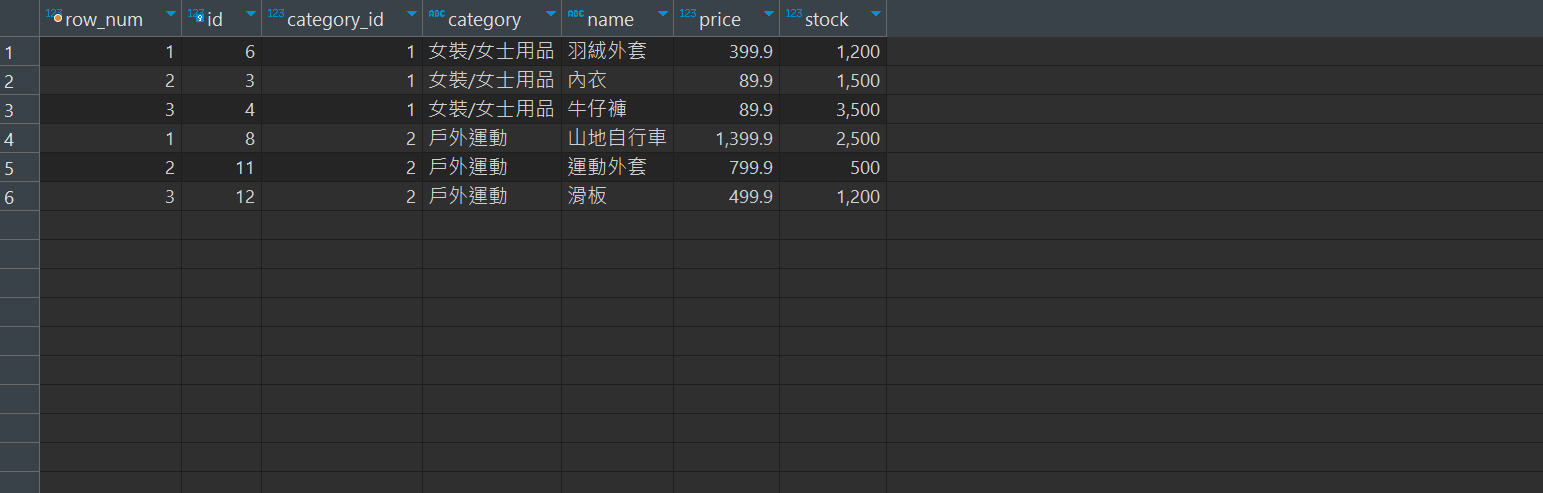 123 row_num 123 id 123 category_id ABC category ABC name 123 price 123 stock
1 1 6 1 女裝/女士用品 羽絨外套 399.9 1,200
2 2 3 1 女裝/女士用品 內衣 89.9 1,500
3 3 4 1 女裝/女士用品 牛仔褲 89.9 3,500
4 1 8 2 戶外運動 山地自行車 1,399.9 2,500
5 2 11 2 戶外運動 運動外套 799.9 500
6 3 12 2 戶外運動 滑板 499.9 1,200